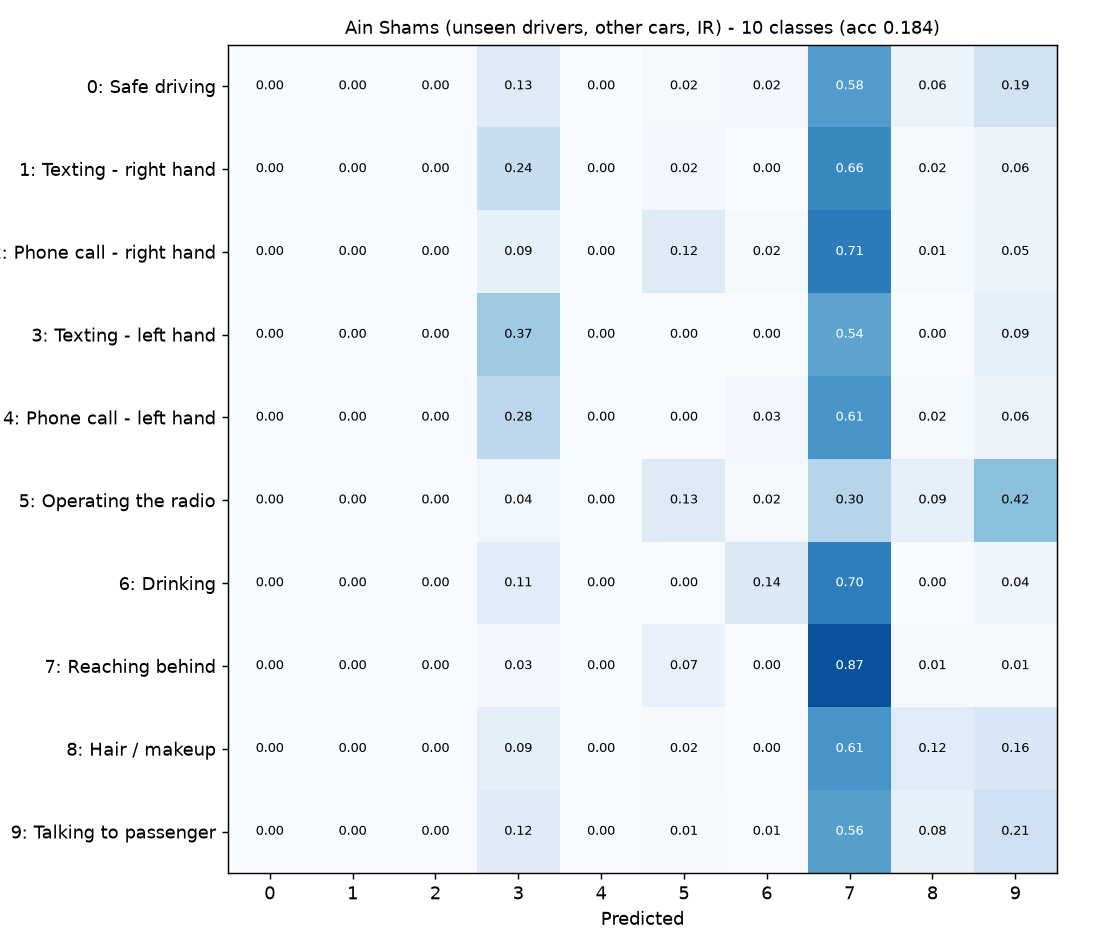 Ain Shams (unseen drivers, other cars, IR) - 10 classes (acc 0.184)
0: Safe driving 0.00 0.00 0.00 0.13 0.00 0.02 0.02 0.58 0.06 0.19
1: Texting - right hand 0.00 0.00 0.00 0.24 0.00 0.02 0.00 0.66 0.02 0.06
: Phone call - right hand 0.00 0.00 0.00 0.09 0.00 0.12 0.02 0.71 0.01 0.05
3: Texting - left hand 0.00 0.00 0.00 0.37 0.00 0.00 0.00 0.54 0.00 0.09
4: Phone call - left hand 0.00 0.00 0.00 0.28 0.00 0.00 0.03 0.61 0.02 0.06
5: Operating the radio 0.00 0.00 0.00 0.04 0.00 0.13 0.02 0.30 0.09 0.42
6: Drinking 0.00 0.00 0.00 0.11 0.00 0.00 0.14 0.70 0.00 0.04
7: Reaching behind 0.00 0.00 0.00 0.03 0.00 0.07 0.00 0.87 0.01 0.01
8: Hair / makeup 0.00 0.00 0.00 0.09 0.00 0.02 0.00 0.61 0.12 0.16
9: Talking to passenger 0.00 0.00 0.00 0.12 0.00 0.01 0.01 0.56 0.08 0.21
0 1 2 3 4 5 6 7 8 9
Predicted